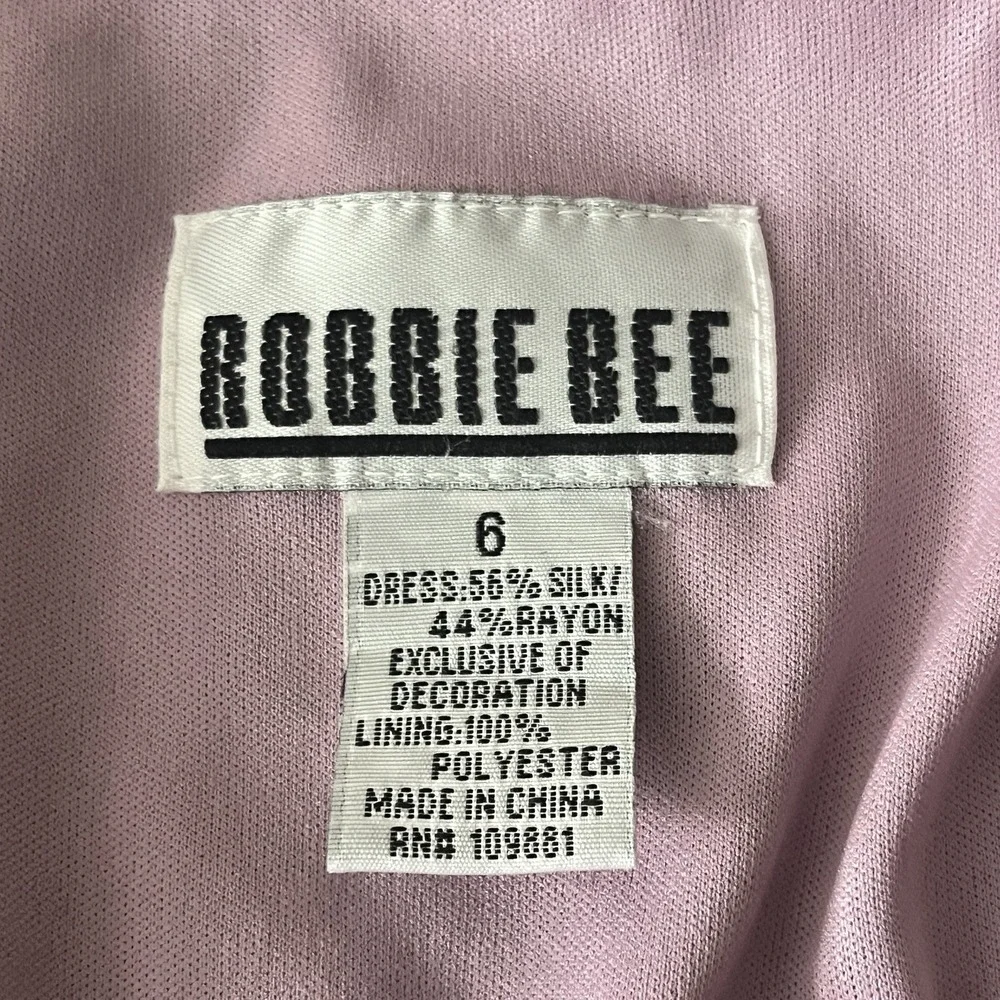 ROBBIE BEE
6
DRESS:56% SILK/
44%RAYON
EXCLUSIVE OF
DECORATION
LINING:100%
POLYESTER
MADE IN CHINA
RN# 109881